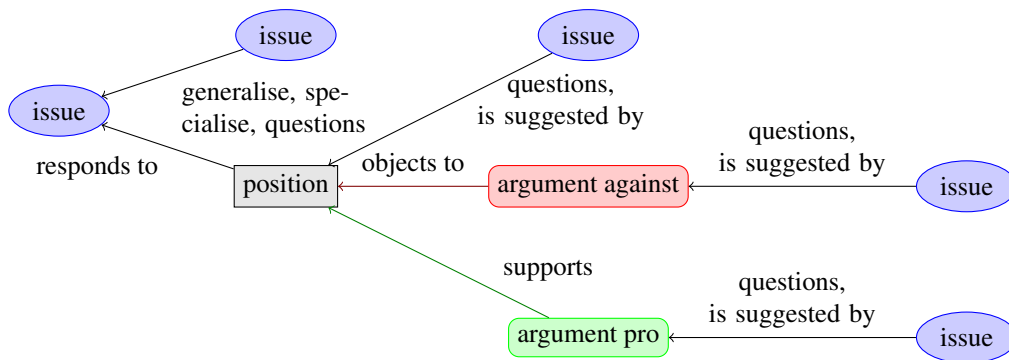 issue
issue
generalise, spe-
cialise, questions
questions,
is suggested by
issue
responds to
position
objects to
argument against
questions,
is suggested by
issue
supports
argument pro
questions,
is suggested by
issue